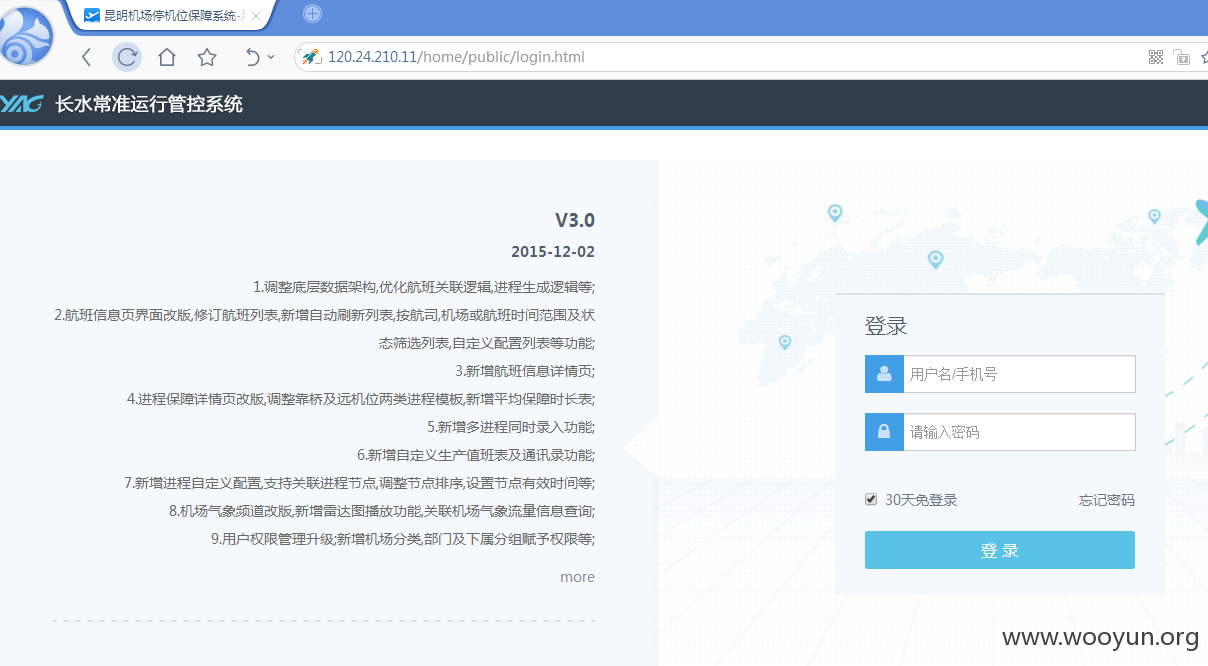 昆明机场停机位保障系统-
120.24.210.11/home/public/login.html
YAG 长水常准运行管控系统
V3.0
2015-12-02
1.调整底层数据架构,优化航班关联逻辑,进程生成逻辑等;
2.航班信息页界面改版,修订航班列表,新增自动刷新列表,按航司,机场或航班时间范围及状
态筛选列表,自定义配置列表等功能;
3.新增航班信息详情页;
4.进程保障详情页改版,调整靠桥及远机位两类进程模板,新增平均保障时长表;
5.新增多进程同时录入功能;
6.新增自定义生产值班表及通讯录功能;
7.新增进程自定义配置,支持关联进程节点,调整节点排序,设置节点有效时间等;
8.机场气象频道改版,新增雷达图播放功能,关联机场气象流量信息查询;
9.用户权限管理升级;新增机场分类,部门及下属分组赋予权限等;
more
登录
用户名/手机号
请输入密码
30天免登录 忘记密码
登 录
www.wooyun.org